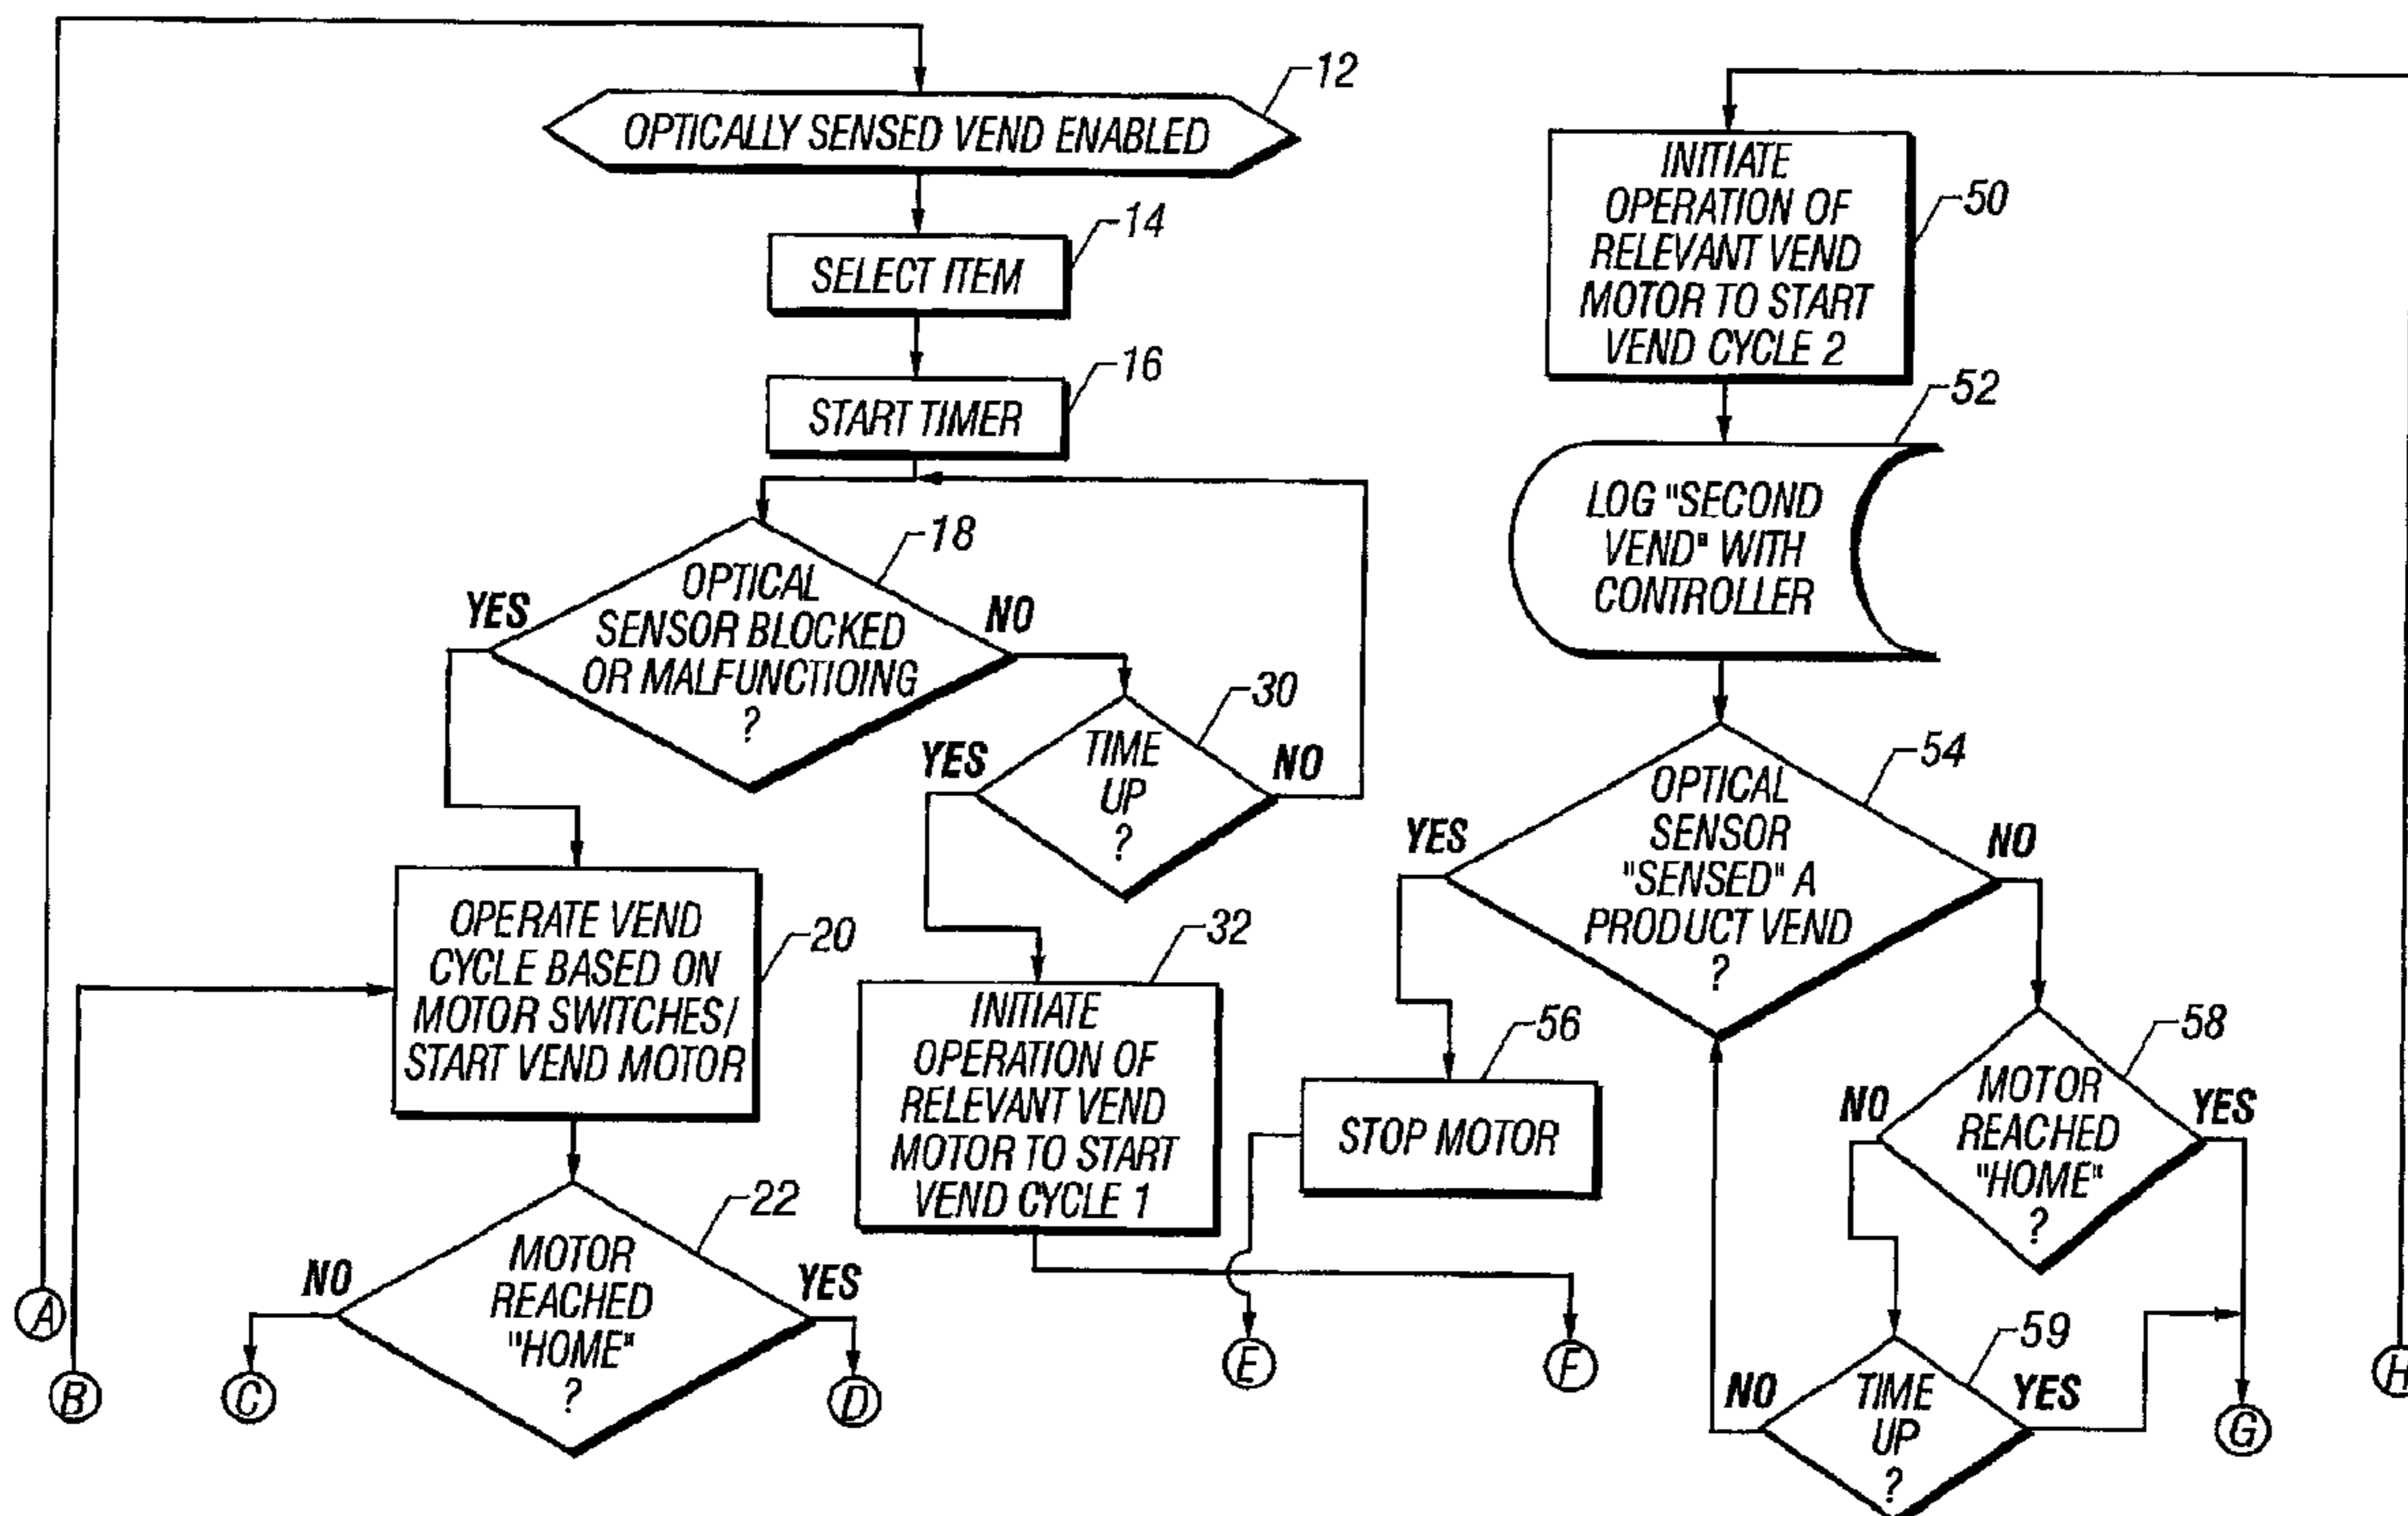 12
OPTICALLY SENSED VEND ENABLED
14
SELECT ITEM
16
START TIMER
18
OPTICAL
SENSOR BLOCKED
OR MALFUNCTIOING
?
YES
NO
30
TIME
UP
?
YES
NO
OPERATE VEND
CYCLE BASED ON
MOTOR SWITCHES/
START VEND MOTOR
20
32
INITIATE
OPERATION OF
RELEVANT VEND
MOTOR TO START
VEND CYCLE 1
22
MOTOR
REACHED
"HOME"
?
NO
YES
A
B
C
D
E
F
INITIATE
OPERATION OF
RELEVANT VEND
MOTOR TO START
VEND CYCLE 2
50
52
LOG "SECOND
VEND" WITH
CONTROLLER
54
OPTICAL
SENSOR
"SENSED" A
PRODUCT VEND
?
YES
NO
56
STOP MOTOR
58
MOTOR
REACHED
"HOME"
?
NO
YES
59
TIME
UP
?
NO
YES
G
H